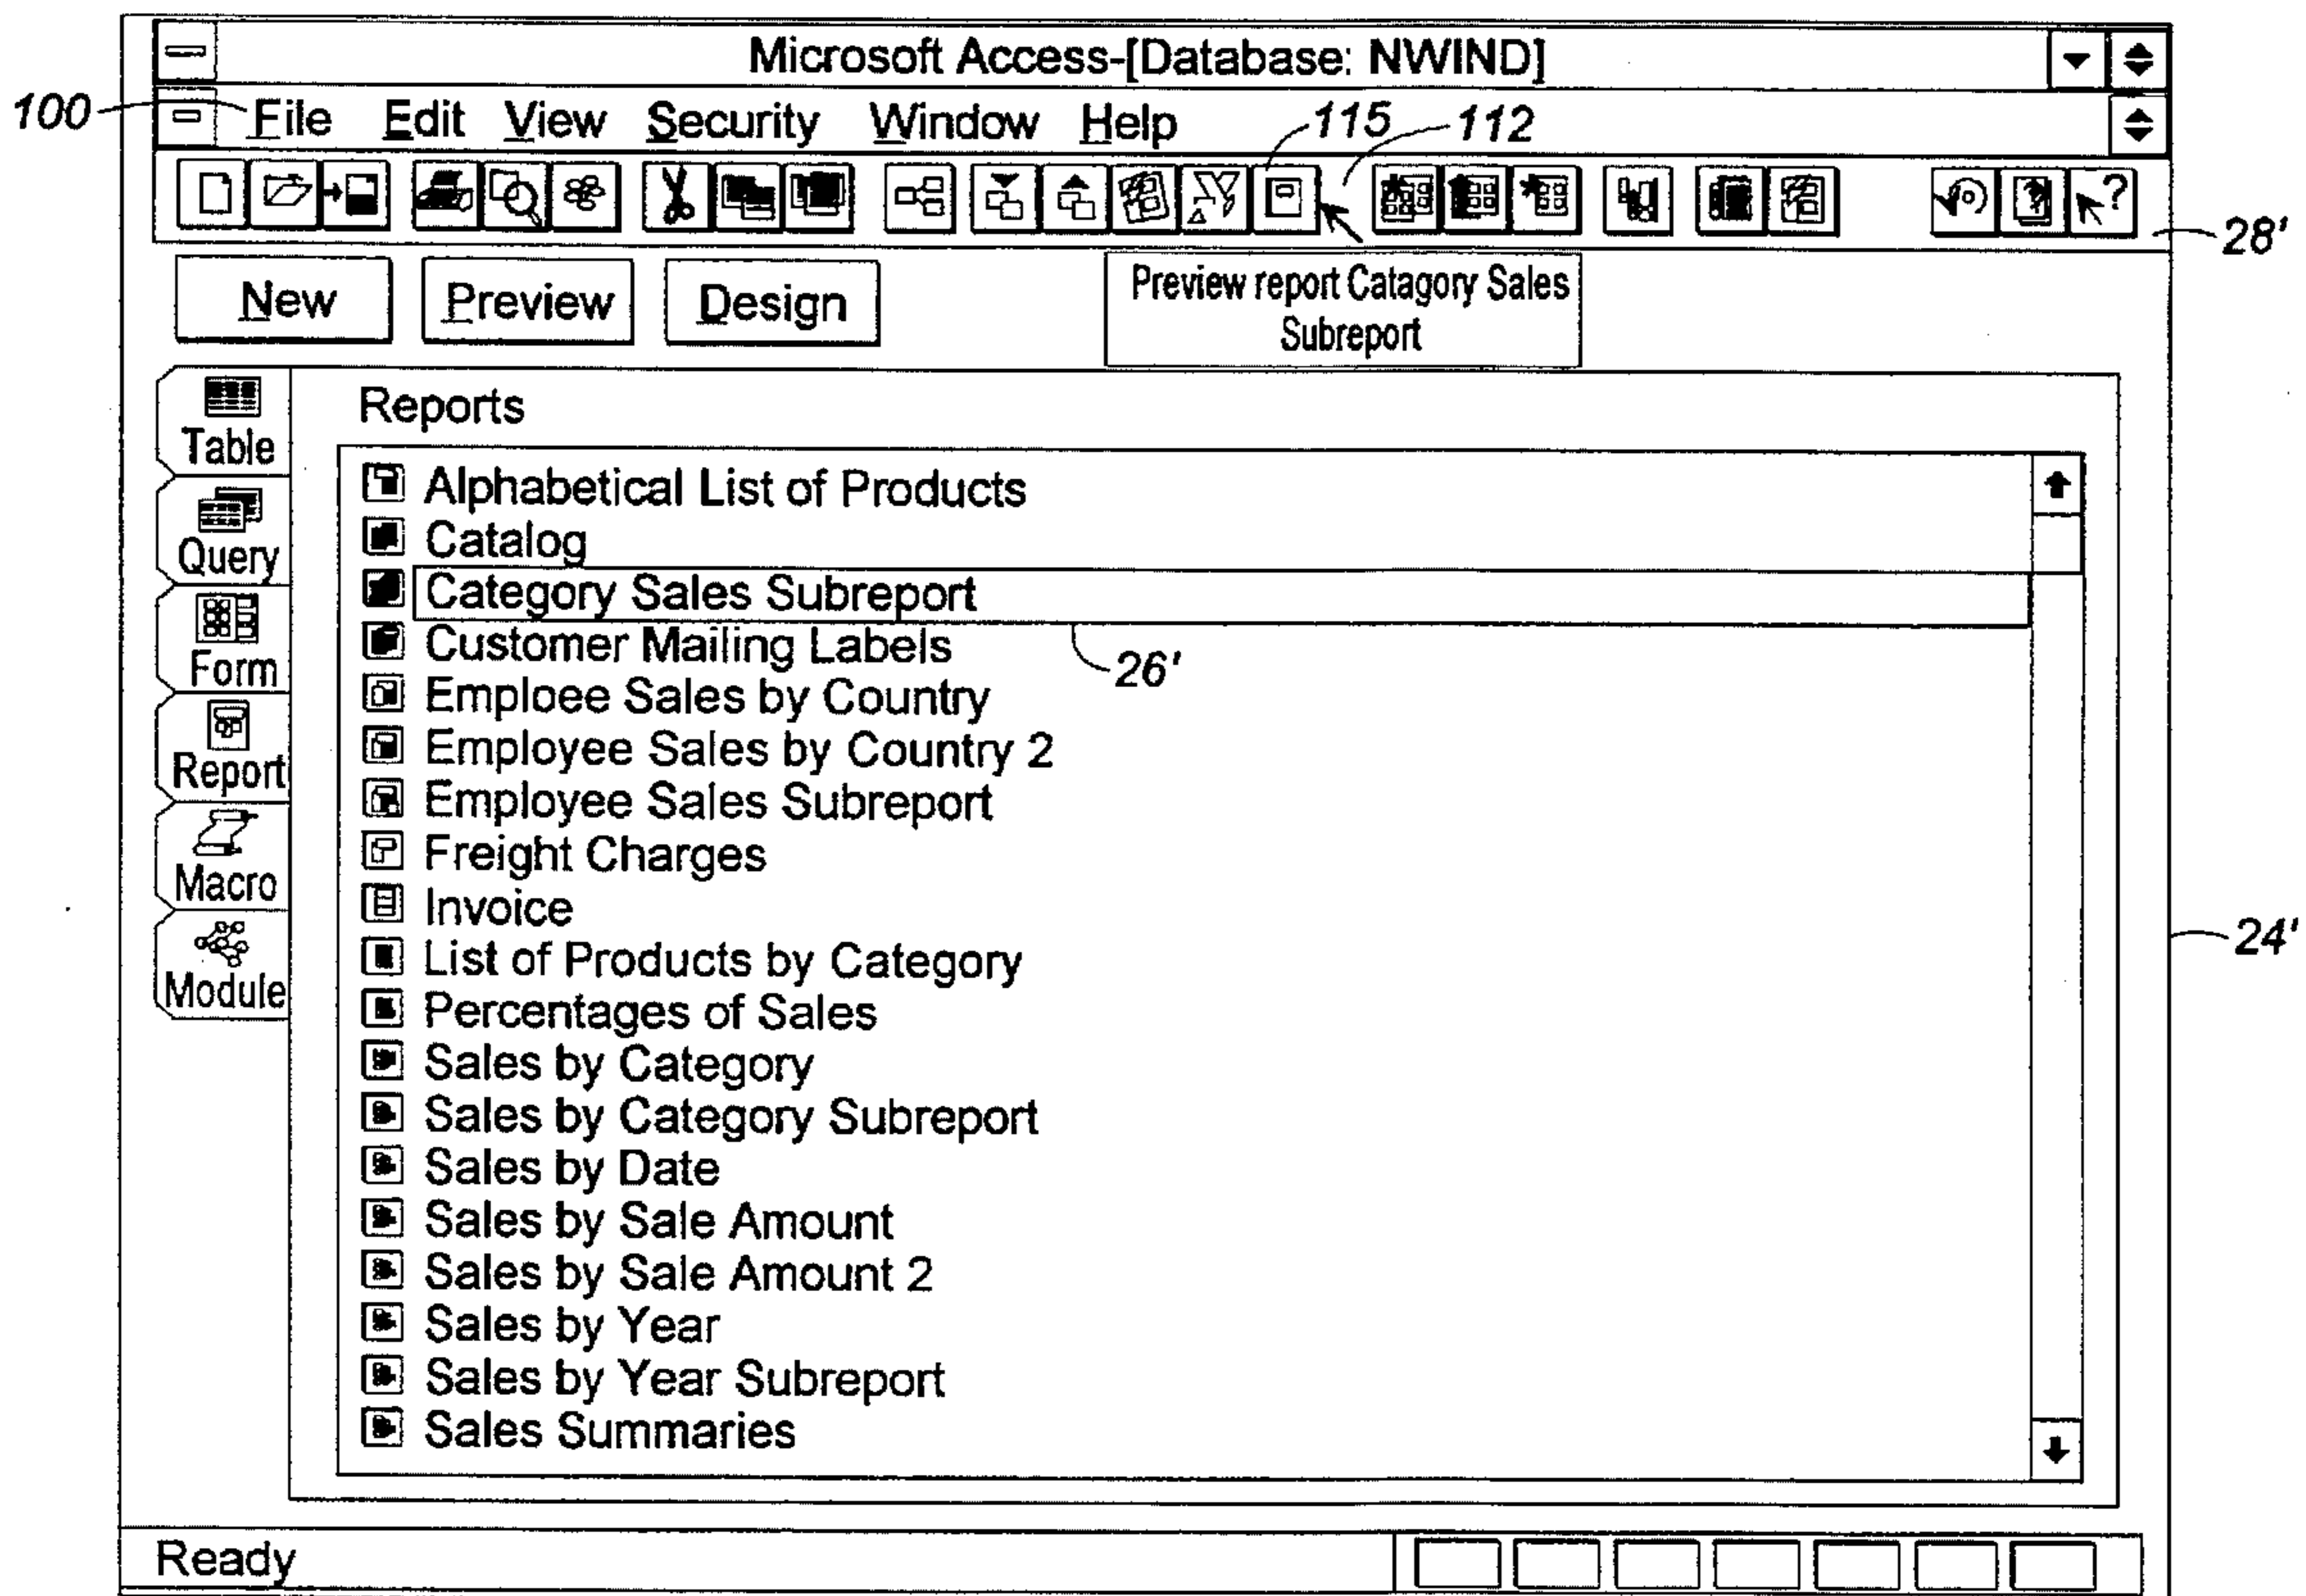 Microsoft Access-[Database: NWIND]
100 File Edit View Security Window Help 115 112
?
28'
New Preview Design
Preview report Catagory Sales
Subreport
Table
Query
Form
Report
Macro
Module
Reports
Alphabetical List of Products
Catalog
Category Sales Subreport
Customer Mailing Labels
26'
Emploee Sales by Country
Employee Sales by Country 2
Employee Sales Subreport
Freight Charges
Invoice
List of Products by Category
24'
Percentages of Sales
Sales by Category
Sales by Category Subreport
Sales by Date
Sales by Sale Amount
Sales by Sale Amount 2
Sales by Year
Sales by Year Subreport
Sales Summaries
Ready